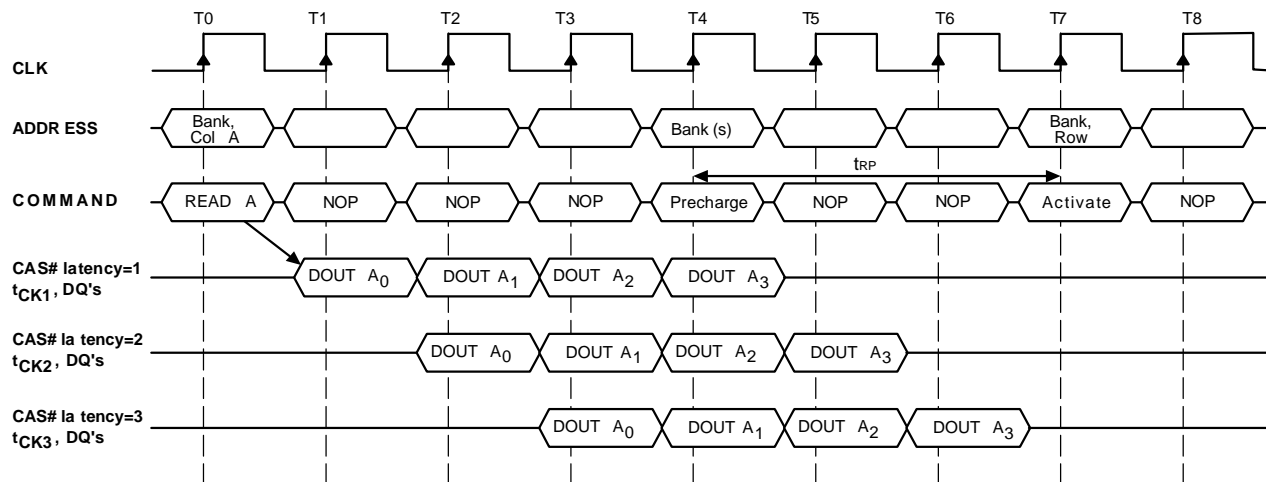 T0 T1 T2 T3 T4 T5 T6 T7 T8
CLK
ADDR ESS
Bank,
Col A
Bank (s)
Bank,
Row
tRP
COMMAND
READ A NOP NOP NOP Precharge NOP NOP Activate NOP
CAS# latency=1
tCK1, DQ's
DOUT A0 DOUT A1 DOUT A2 DOUT A3
CAS# la tency=2
tCK2, DQ's
DOUT A0 DOUT A1 DOUT A2 DOUT A3
CAS# la tency=3
tCK3, DQ's
DOUT A0 DOUT A1 DOUT A2 DOUT A3